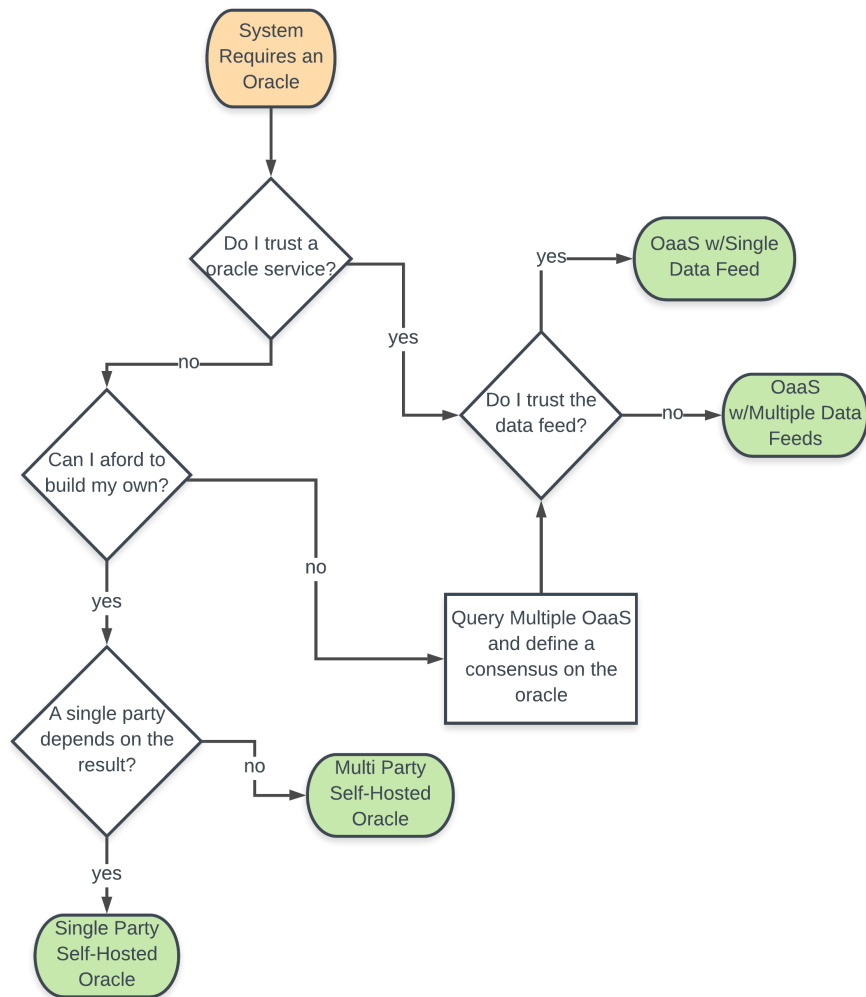 System
Requires an
Oracle
Do I trust a
oracle service?
yes
no
Do I trust the
data feed?
yes
OaaS w/Single
Data Feed
no
OaaS
w/Multiple Data
Feeds
Can I aford to
build my own?
no
Query Multiple OaaS
and define a
consensus on the
oracle
yes
A single party
depends on the
result?
no
Multi Party
Self-Hosted
Oracle
yes
Single Party
Self-Hosted
Oracle